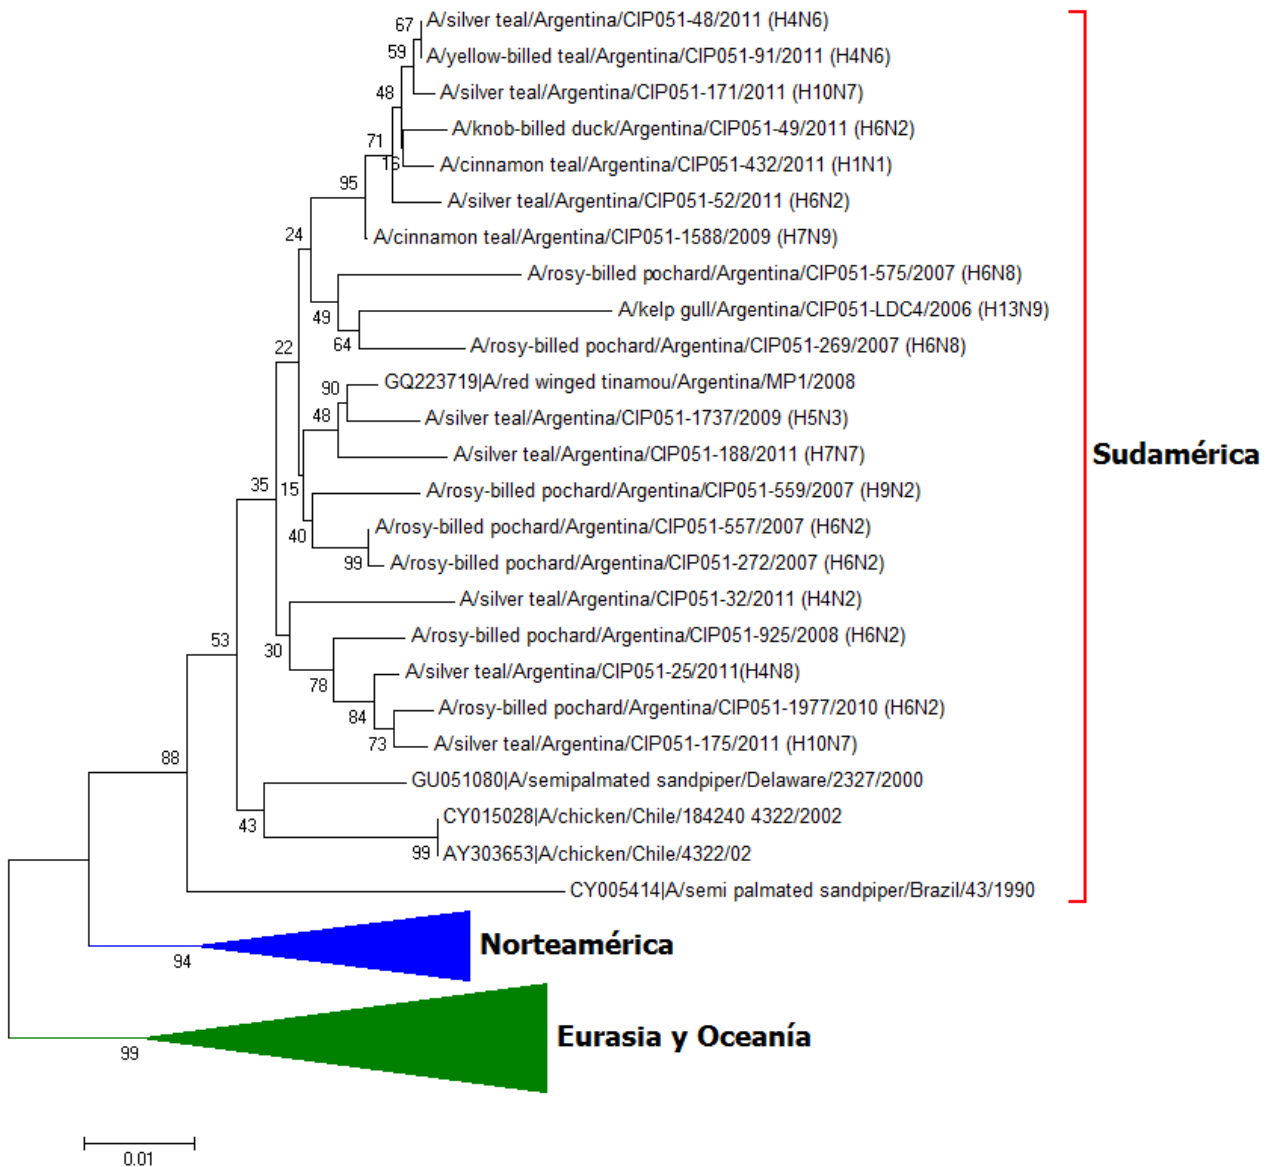 67
A/silver teal/Argentina/CIP051-48/2011 (H4N6)
59
A/yellow-billed teal/Argentina/CIP051-91/2011 (H4N6)
48
A/silver teal/Argentina/CIP051-171/2011 (H10N7)
A/knob-billed duck/Argentina/CIP051-49/2011 (H6N2)
71
16
A/cinnamon teal/Argentina/CIP051-432/2011 (H1N1)
95
A/silver teal/Argentina/CIP051-52/2011 (H6N2)
24
A/cinnamon teal/Argentina/CIP051-1588/2009 (H7N9)
A/rosy-billed pochard/Argentina/CIP051-575/2007 (H6N8)
49
A/kelp gull/Argentina/CIP051-LDC4/2006 (H13N9)
22
64
A/rosy-billed pochard/Argentina/CIP051-269/2007 (H6N8)
90
GQ223719|A/red winged tinamou/Argentina/MP1/2008
48
A/silver teal/Argentina/CIP051-1737/2009 (H5N3)
A/silver teal/Argentina/CIP051-188/2011 (H7N7)
Sudamérica
35
15
A/rosy-billed pochard/Argentina/CIP051-559/2007 (H9N2)
40
A/rosy-billed pochard/Argentina/CIP051-557/2007 (H6N2)
99
A/rosy-billed pochard/Argentina/CIP051-272/2007 (H6N2)
A/silver teal/Argentina/CIP051-32/2011 (H4N2)
53
30
A/rosy-billed pochard/Argentina/CIP051-925/2008 (H6N2)
78
A/silver teal/Argentina/CIP051-25/2011(H4N8)
84
A/rosy-billed pochard/Argentina/CIP051-1977/2010 (H6N2)
73
A/silver teal/Argentina/CIP051-175/2011 (H10N7)
88
GU051080|A/semipalmated sandpiper/Delaware/2327/2000
43
CY015028|A/chicken/Chile/184240 4322/2002
99
AY303653|A/chicken/Chile/4322/02
CY005414|A/semi palmated sandpiper/Brazil/43/1990
94
Norteamérica
99
Eurasia y Oceanía
0.01